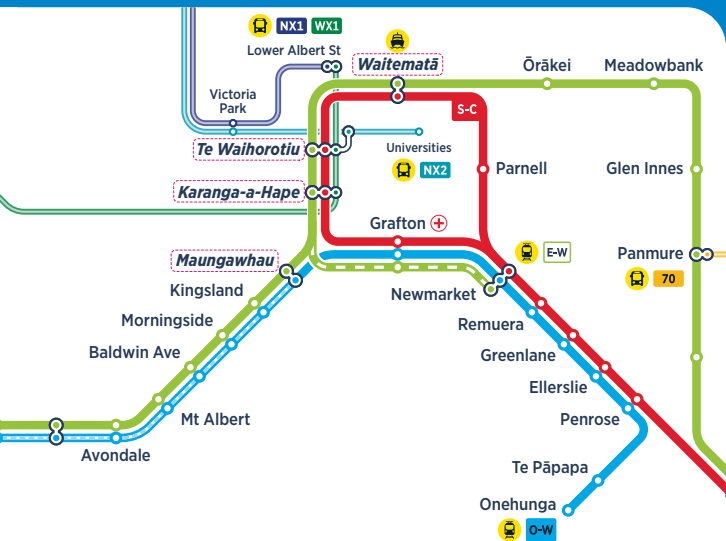 NX1 WX1
Lower Albert St
Waitematā
Ōrākei
Meadowbank
Victoria
Park
S-C
Te Waihorotiu
Universities
NX2
Parnell
Glen Innes
Karanga-a-Hape
Grafton
E-W
Panmure
70
Maungawhau
Kingsland
Newmarket
Morningside
Remuera
Baldwin Ave
Greenlane
Ellerslie
Mt Albert
Penrose
Avondale
Te Pāpapa
Onehunga
O-W